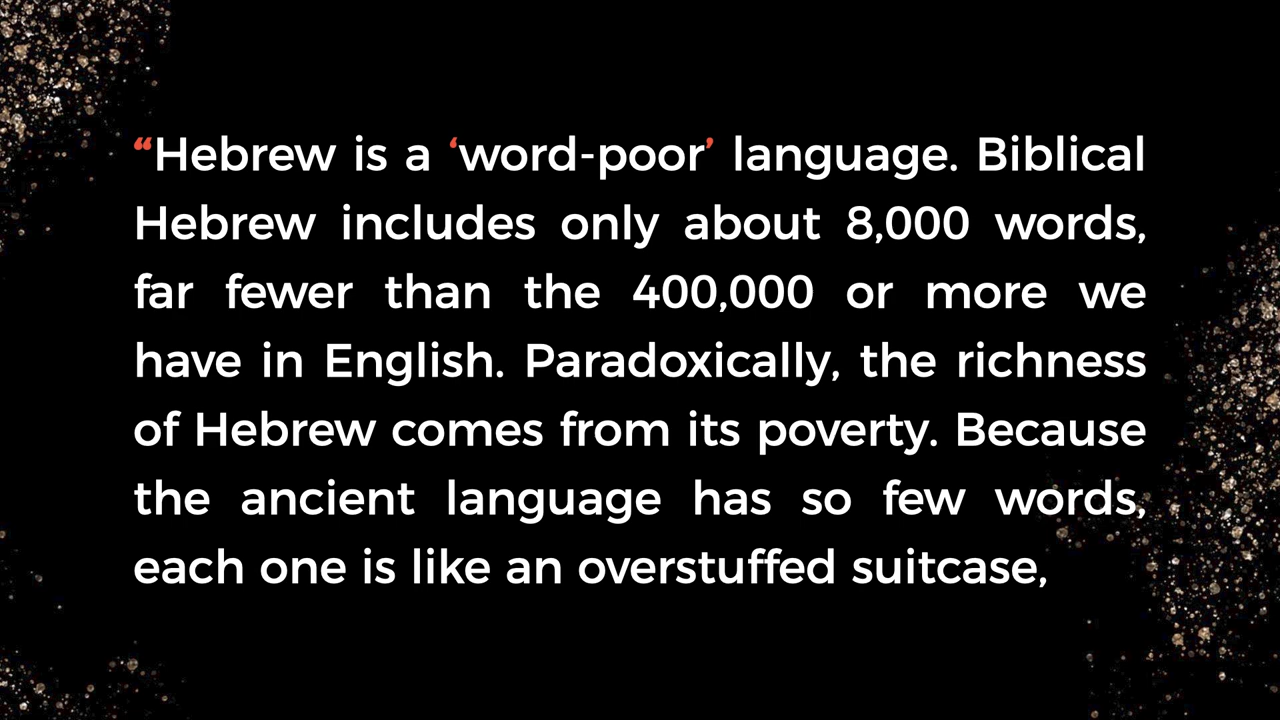 “Hebrew is a ‘word-poor’ language. Biblical
Hebrew includes only about 8,000 words,
far fewer than the 400,000 or more we
have in English. Paradoxically, the richness
of Hebrew comes from its poverty. Because
the ancient language has so few words,
each one is like an overstuffed suitcase,